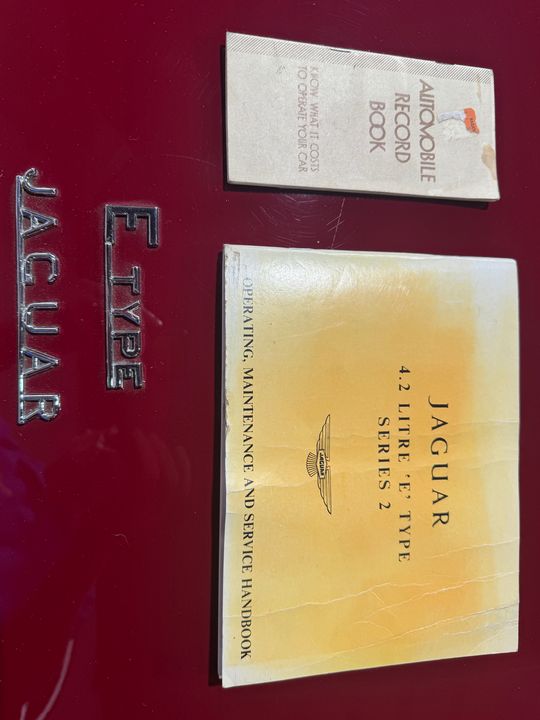 AUTOMOBILE
RECORD
BOOK
KNOW WHAT IT COSTS
TO OPERATE YOUR CAR
E TYPE
JAGUAR
JAGUAR
4.2 LITRE 'E' TYPE
SERIES 2
JAGUAR
OPERATING, MAINTENANCE AND SERVICE HANDBOOK